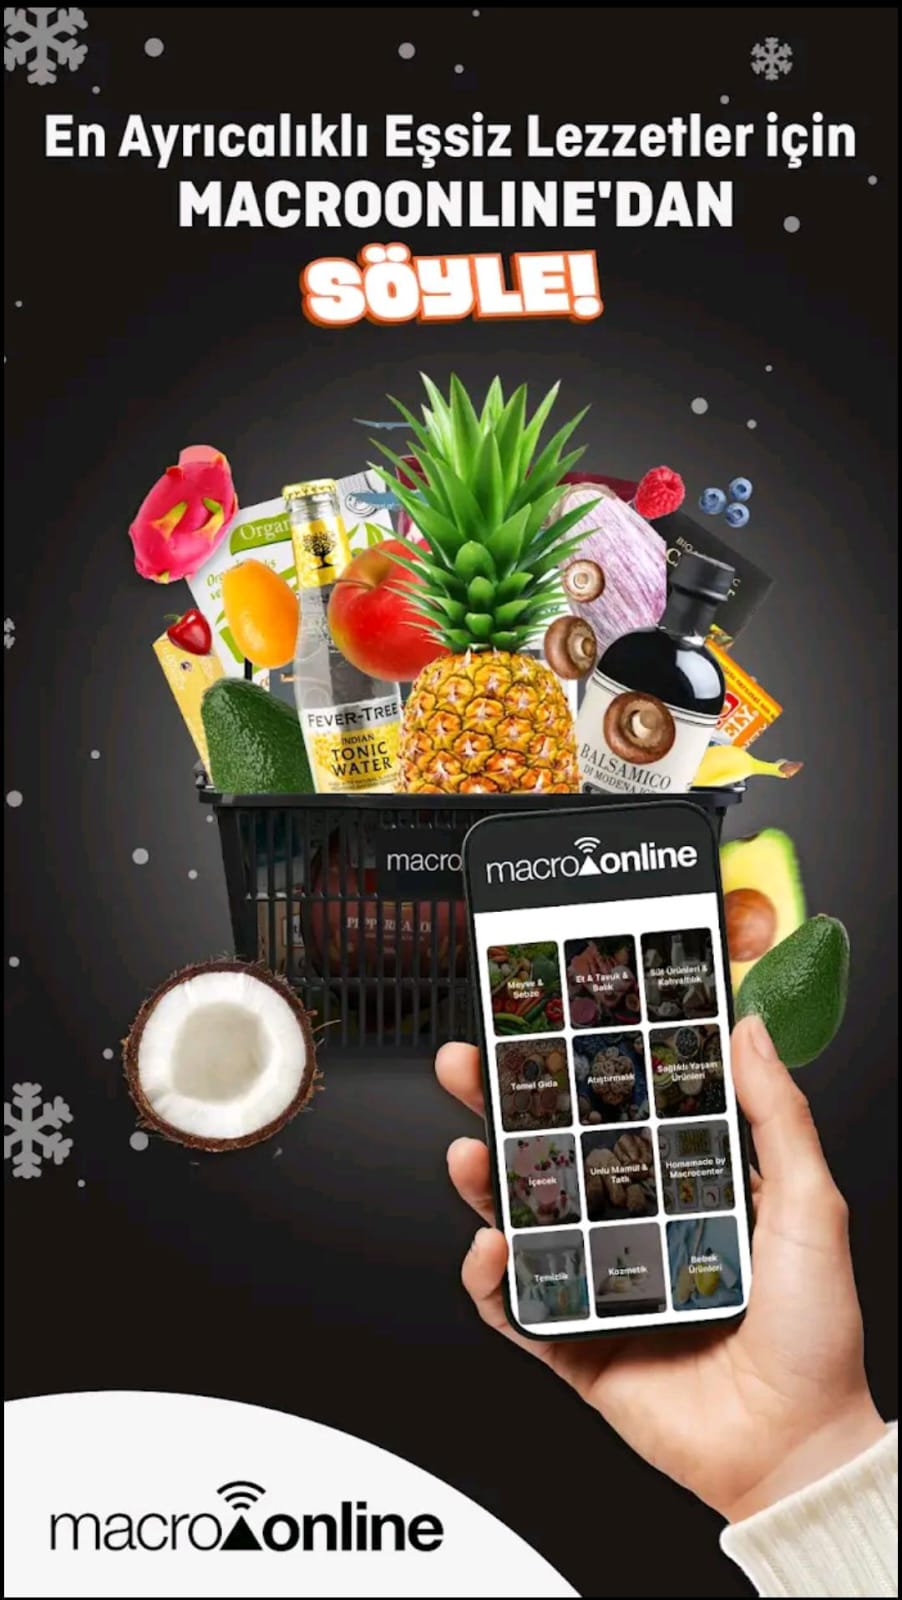 En Ayrıcalıklı Eşsiz Lezzetler için
MACROONLINE'DAN
SÖYLE!
Organ
FEVER-TREE
INDIAN
TONIC
WATER
BALSAMICO
DI MODENA
macro
macroonline
Meyve &
Sebze
Et & Tavuk &
Balık
Süt Ürünleri &
Kahvaltılık
Temel Gıda
Atıştırmalık
Sağlıklı Yaşam
Ürünleri
İçecek
Unlu Mamül &
Tatlı
Homemade by
Macrocenter
Temizlik
Kozmetik
Bebek
Ürünleri
macroonline